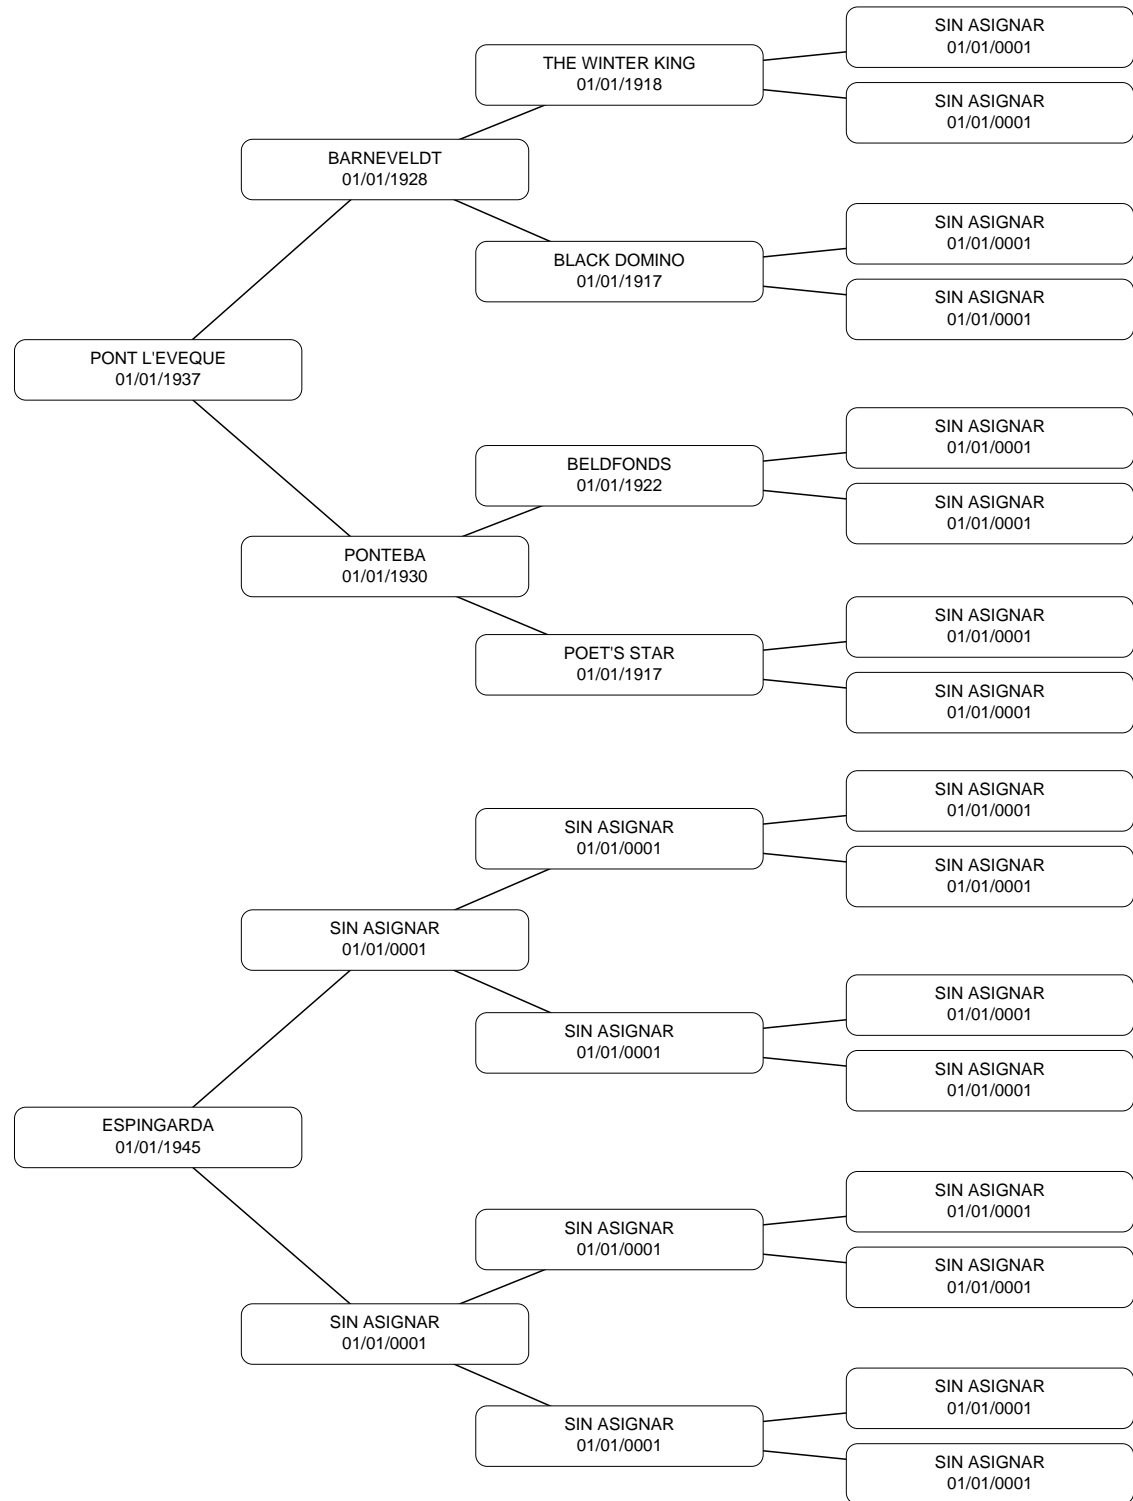 SIN ASIGNAR
01/01/0001
THE WINTER KING
01/01/1918
SIN ASIGNAR
01/01/0001
BARNEVELDT
01/01/1928
SIN ASIGNAR
01/01/0001
BLACK DOMINO
01/01/1917
SIN ASIGNAR
01/01/0001
PONT L'EVEQUE
01/01/1937
SIN ASIGNAR
01/01/0001
BELDFONDS
01/01/1922
SIN ASIGNAR
01/01/0001
PONTEBA
01/01/1930
SIN ASIGNAR
01/01/0001
POET'S STAR
01/01/1917
SIN ASIGNAR
01/01/0001
SIN ASIGNAR
01/01/0001
SIN ASIGNAR
01/01/0001
SIN ASIGNAR
01/01/0001
SIN ASIGNAR
01/01/0001
SIN ASIGNAR
01/01/0001
SIN ASIGNAR
01/01/0001
SIN ASIGNAR
01/01/0001
ESPINGARDA
01/01/1945
SIN ASIGNAR
01/01/0001
SIN ASIGNAR
01/01/0001
SIN ASIGNAR
01/01/0001
SIN ASIGNAR
01/01/0001
SIN ASIGNAR
01/01/0001
SIN ASIGNAR
01/01/0001
SIN ASIGNAR
01/01/0001